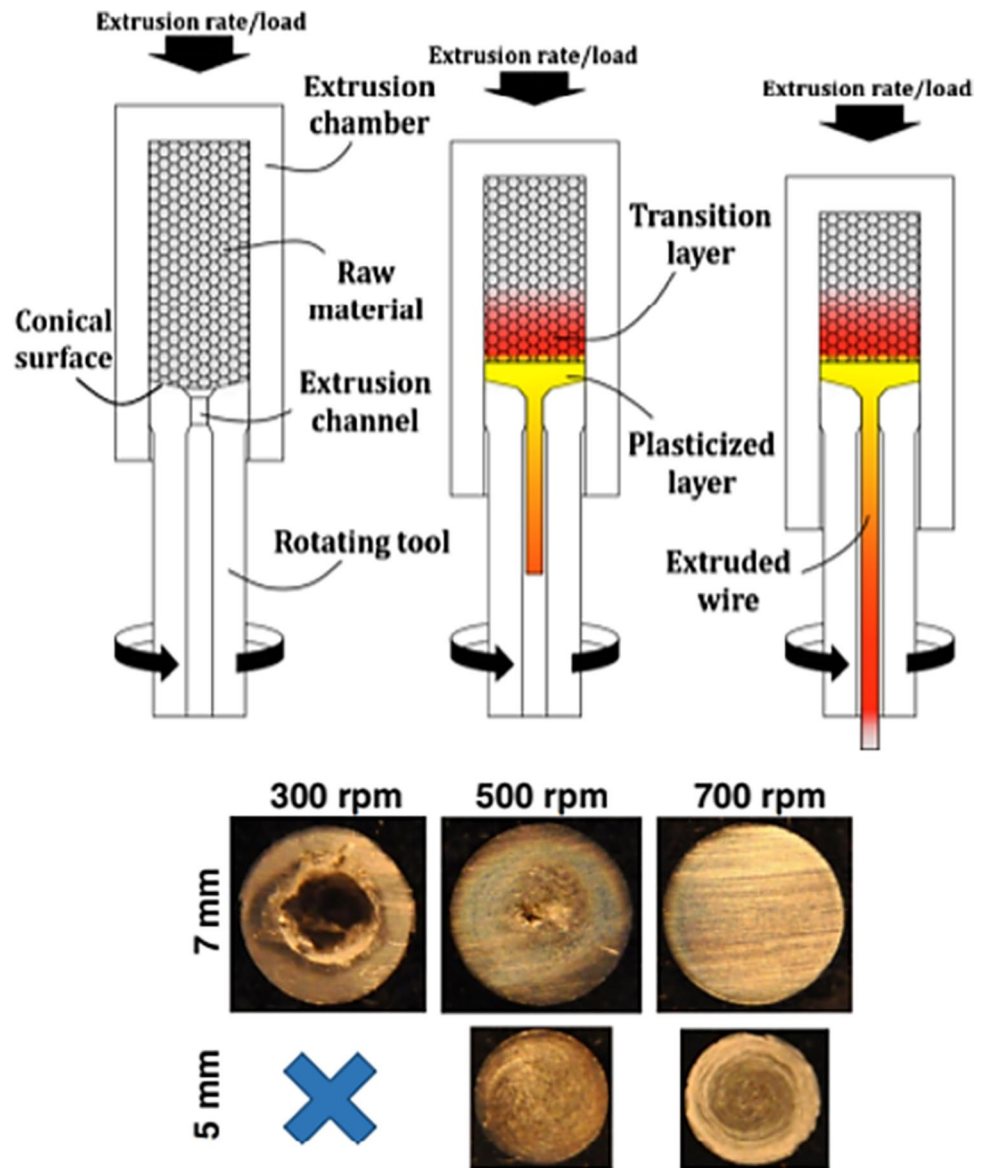 Extrusion rate/load
Extrusion rate/load
Extrusion rate/load
Extrusion
chamber
Raw
material
Conical
surface
Extrusion
channel
Rotating tool
Transition
layer
Plasticized
layer
Extruded
wire
300 rpm
500 rpm
700 rpm
7 mm
5 mm